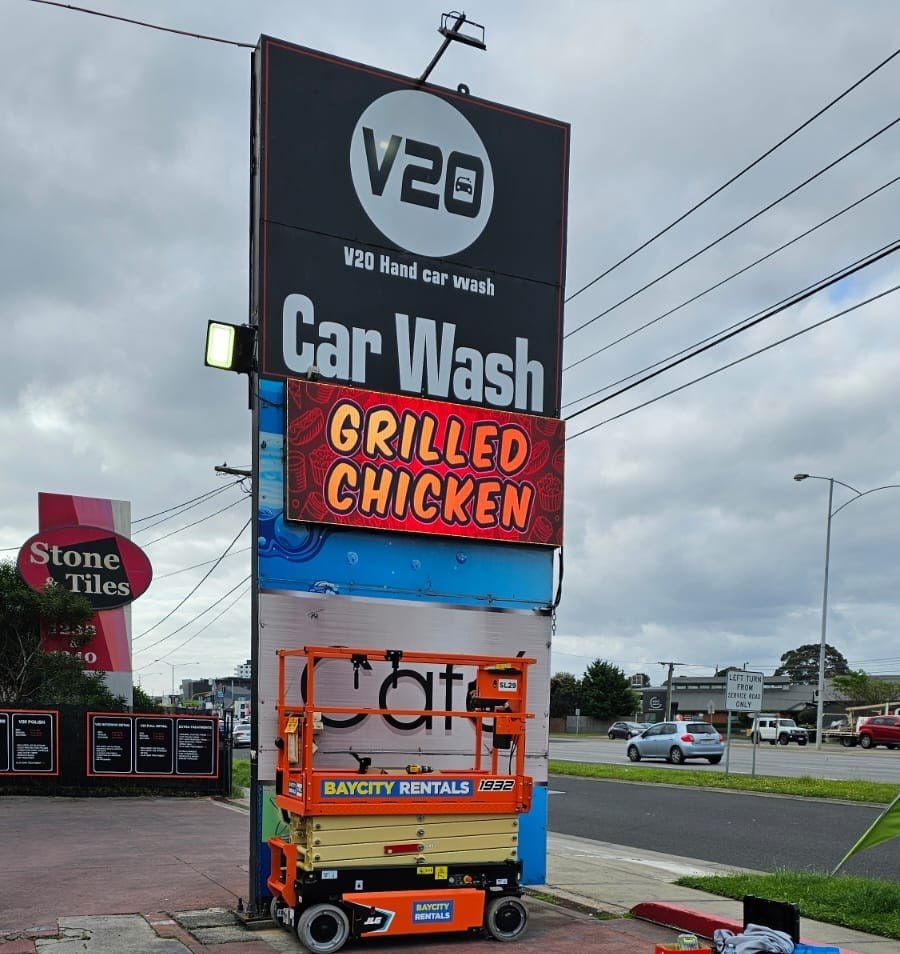 V20
V20 Hand car wash
Car Wash
GRILLED
CHICKEN
Stone
& Tiles
Café
SL29
BAYCITY RENTALS 1932
JLG
BAYCITY
RENTALS
LEFT TURN
FROM
SERVICE ROAD
ONLY
V20 POLISH